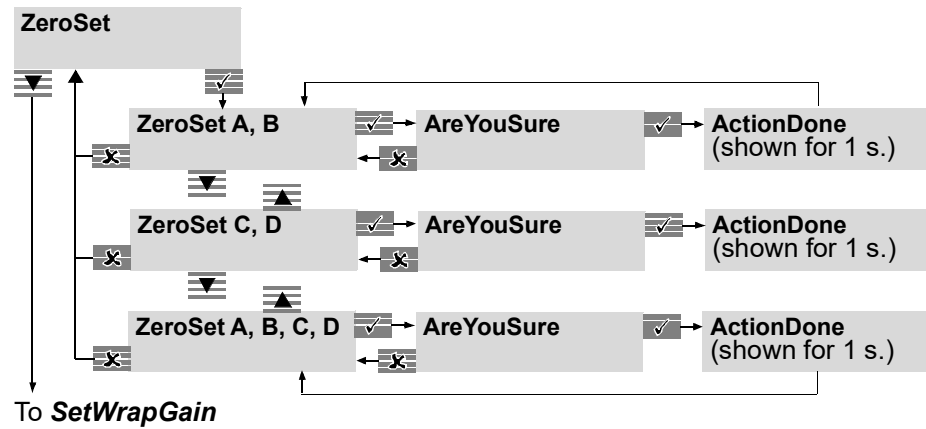 ZeroSet
ZeroSet A, B
AreYouSure
ActionDone
(shown for 1 s.)
ZeroSet C, D
AreYouSure
ActionDone
(shown for 1 s.)
ZeroSet A, B, C, D
AreYouSure
ActionDone
(shown for 1 s.)
To SetWrapGain